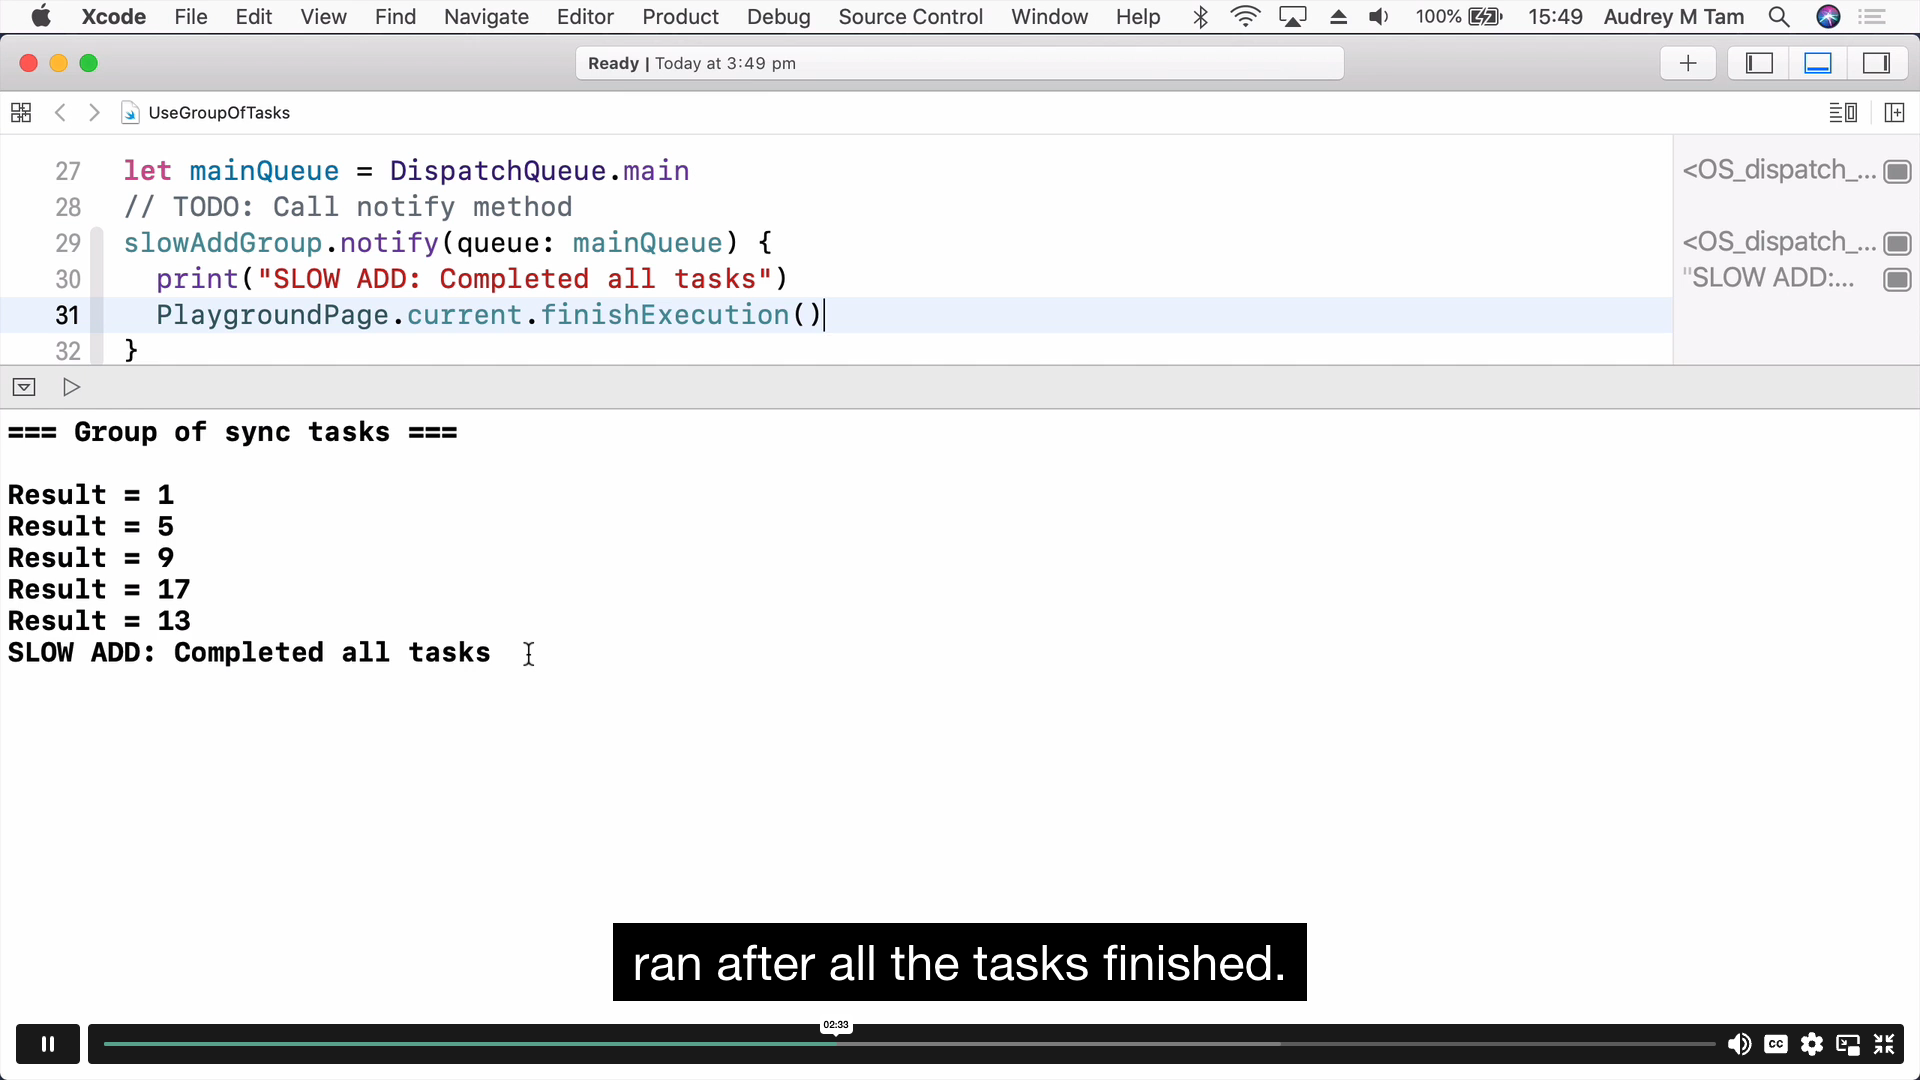 Xcode File Edit View Find Navigate Editor Product Debug Source Control Window Help 100% 15:49 Audrey M Tam
Ready | Today at 3:49 pm
UseGroupOfTasks
27 let mainQueue = DispatchQueue.main <OS_dispatch_...
28 // TODO: Call notify method
29 slowAddGroup.notify(queue: mainQueue) { <OS_dispatch_...
30 print("SLOW ADD: Completed all tasks") "SLOW ADD:...
31 PlaygroundPage.current.finishExecution()
32 }
=== Group of sync tasks ===
Result = 1
Result = 5
Result = 9
Result = 17
Result = 13
SLOW ADD: Completed all tasks
ran after all the tasks finished.
02:33
CC